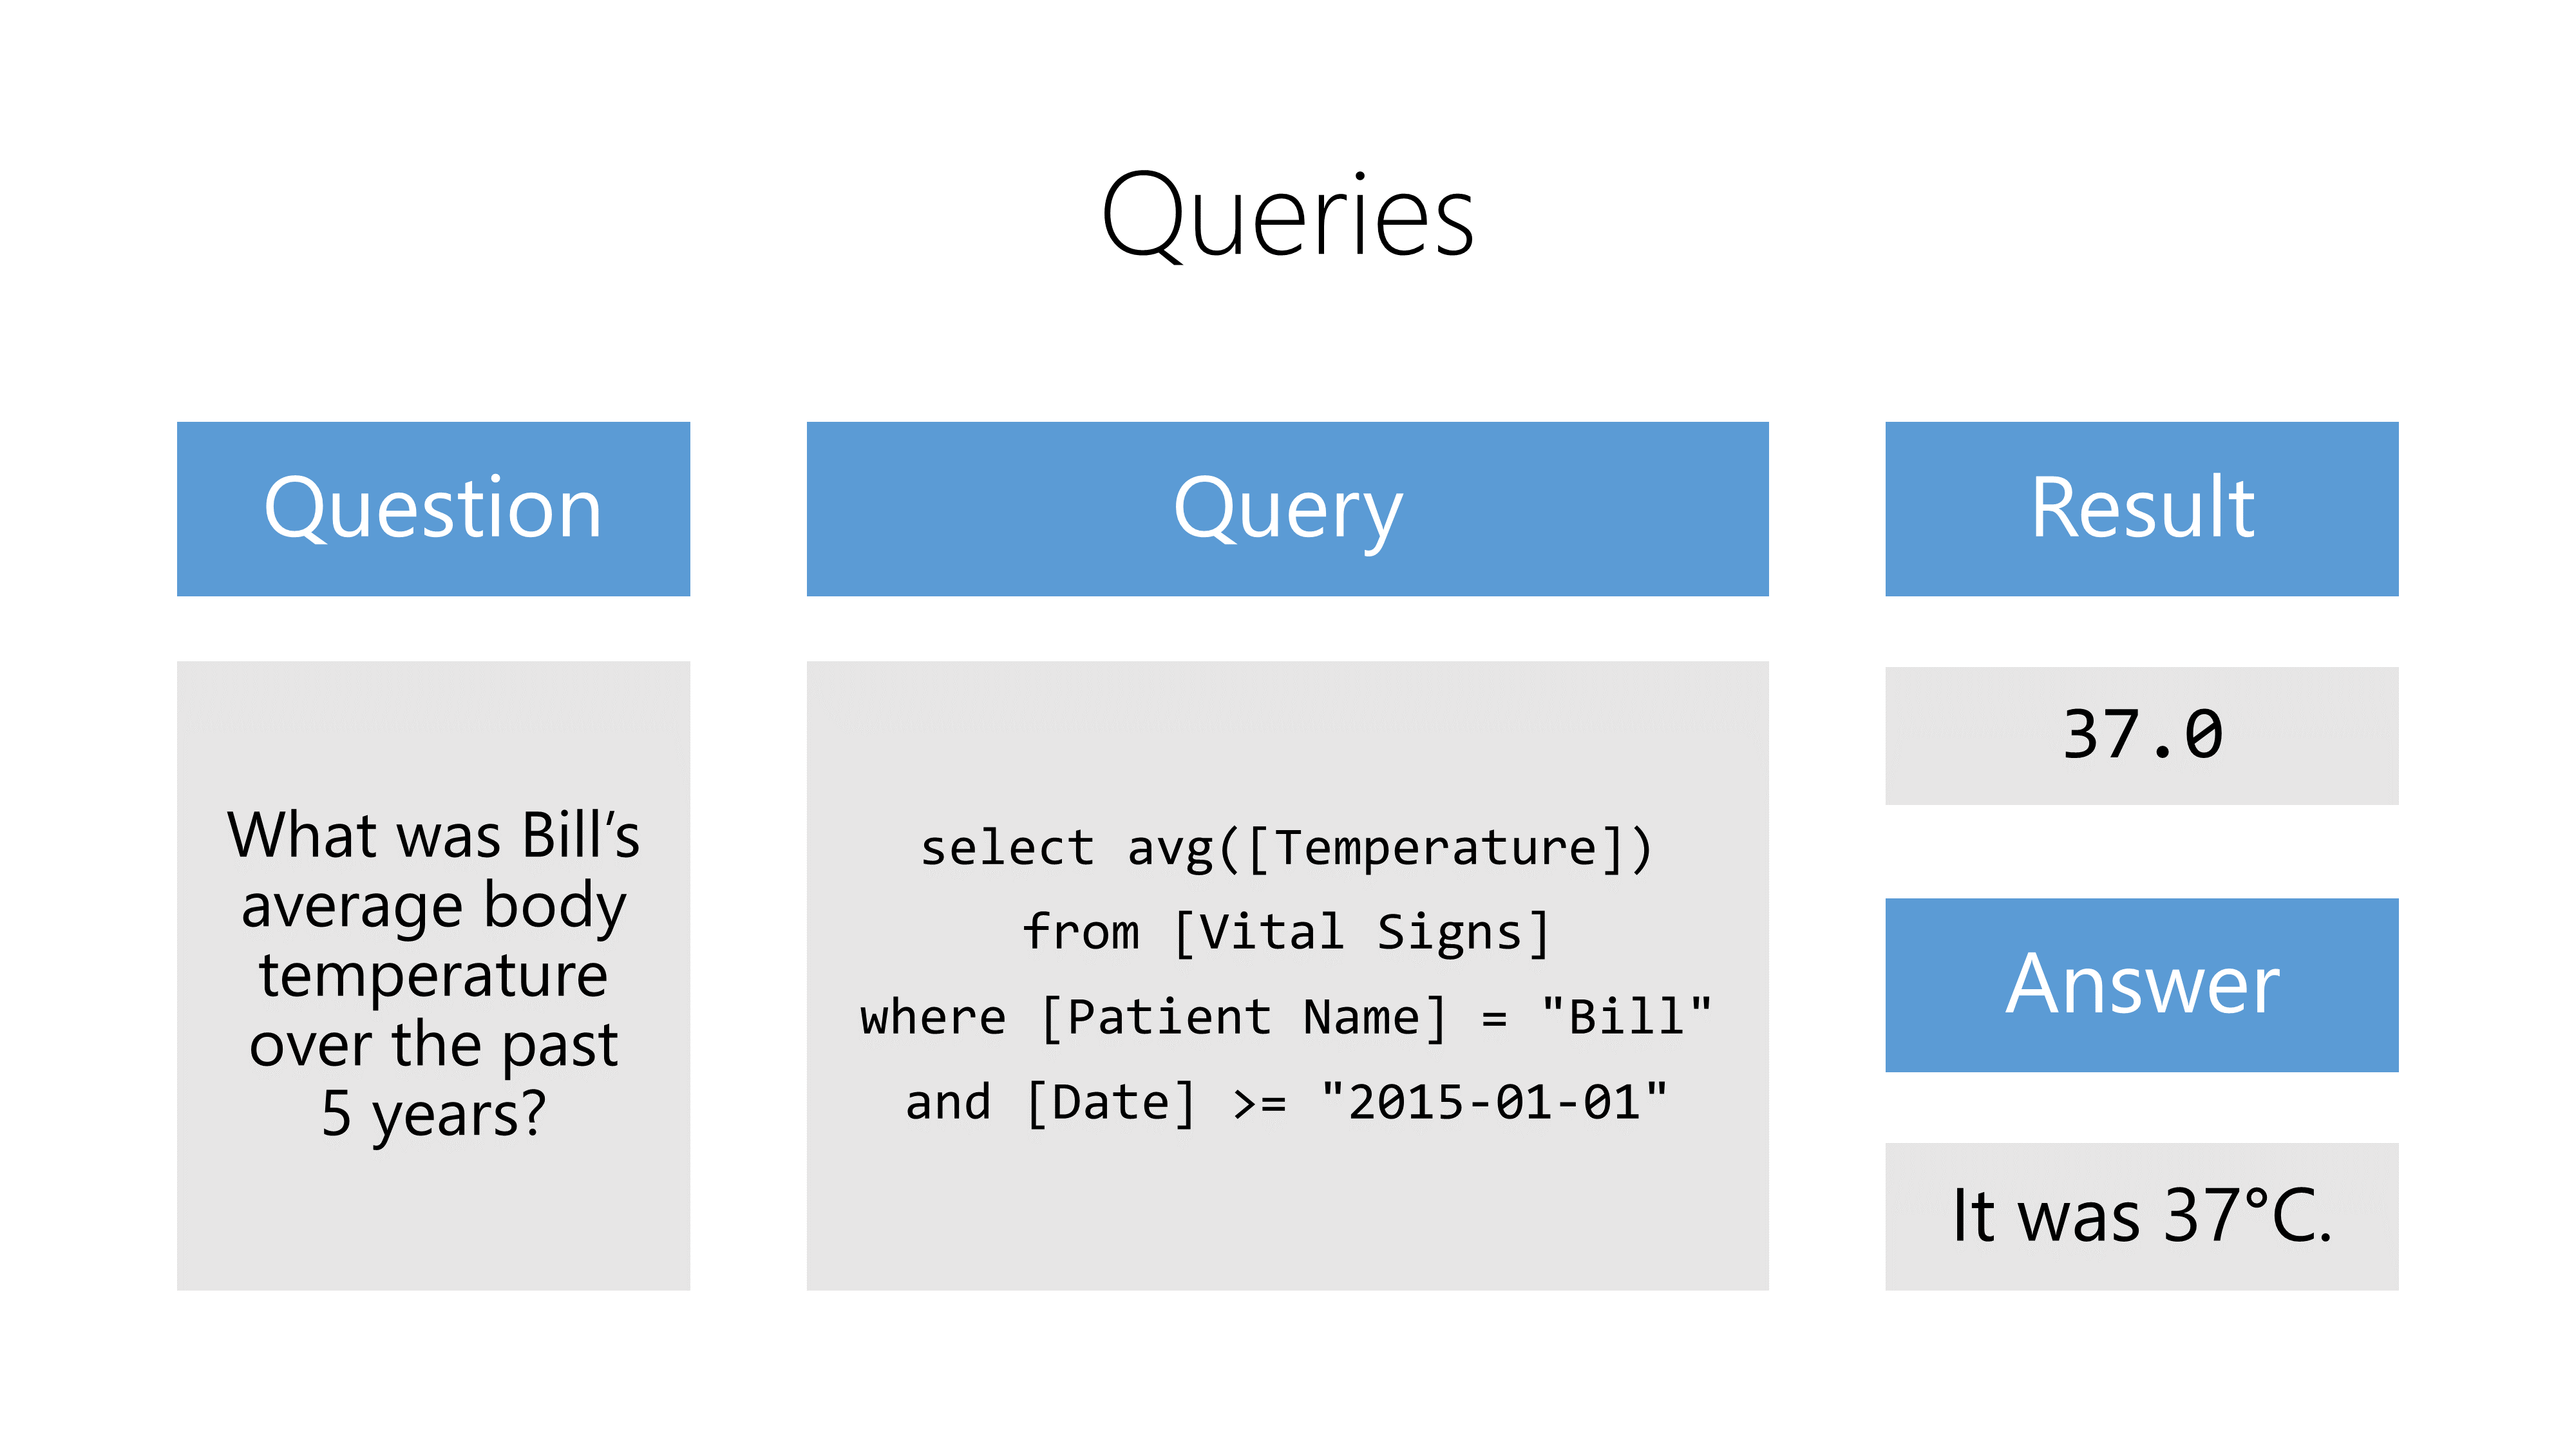 Queries
Question
What was Bill’s
average body
temperature
over the past
5 years?
Query
select avg([Temperature])
from [Vital Signs]
where [Patient Name] = "Bill"
and [Date] >= "2015-01-01"
Result
37.0
Answer
It was 37°C.